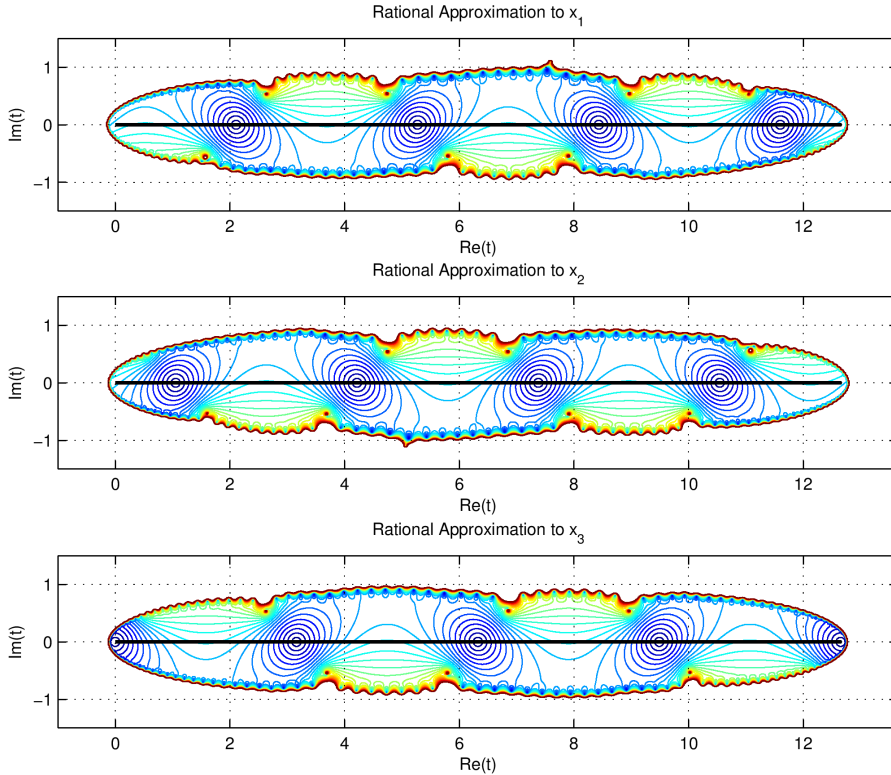 Rational Approximation to x₁
1
0
−1
Im(t)
0 2 4 6 8 10 12
Re(t)
Rational Approximation to x₂
1
0
−1
Im(t)
0 2 4 6 8 10 12
Re(t)
Rational Approximation to x₃
1
0
−1
Im(t)
0 2 4 6 8 10 12
Re(t)